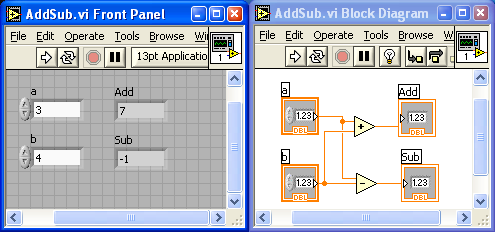 AddSub.vi Front Panel
File Edit Operate Tools Browse
13pt Application
1
a
3
Add
7
b
4
Sub
-1
AddSub.vi Block Diagram
File Edit Operate Tools Browse
1
a
1.23
DBL
+
Add
1.23
DBL
b
1.23
DBL
-
Sub
1.23
DBL